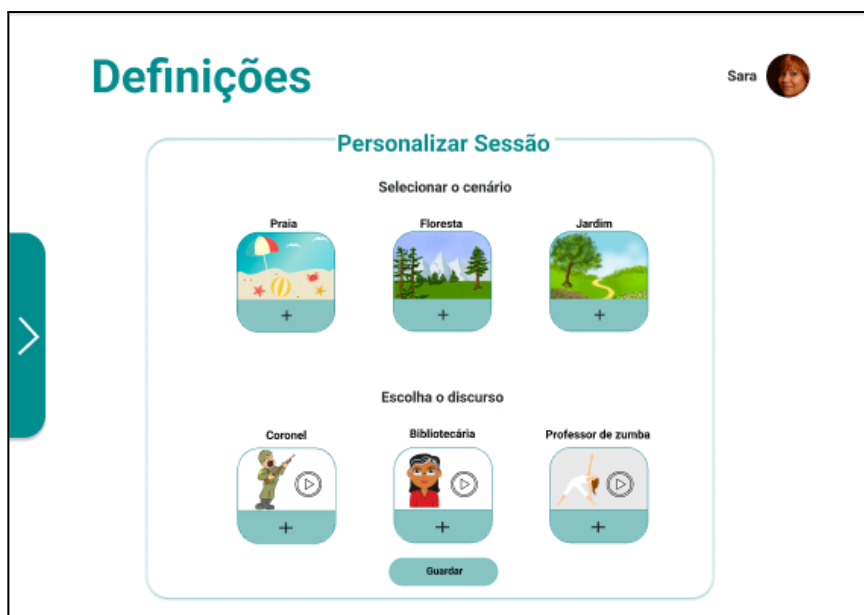 Definições
Sara
Personalizar Sessão
Selecionar o cenário
Praia Floresta Jardim
+ + +
Escolha o discurso
Coronel Bibliotecária Professor de zumba
+ + +
Guardar